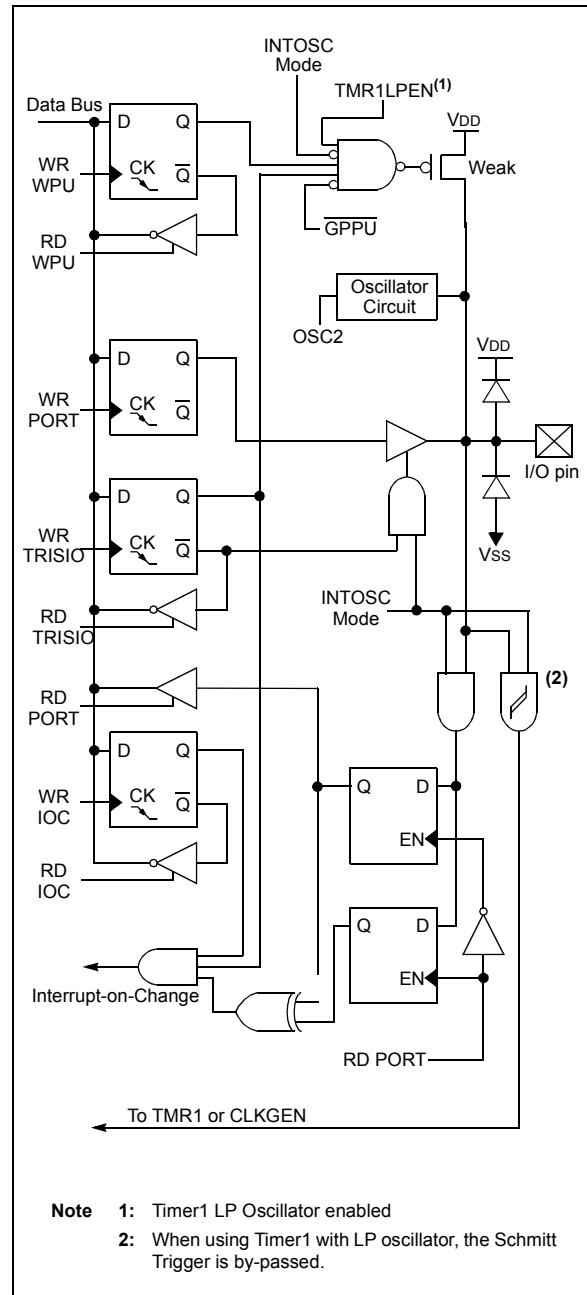 INTOSC
Mode
TMR1LPEN(1)
Data Bus
D Q
VDD
WR
WPU
CK
Q
Weak
RD
WPU
GPPU
Oscillator
Circuit
OSC2
D Q
VDD
WR
PORT
CK
Q
I/O pin
D Q
WR
TRISIO
CK
Q
VSS
INTOSC
Mode
RD
TRISIO
(2)
RD
PORT
D Q
Q D
WR
IOC
CK
Q
EN
RD
IOC
Q D
EN
Interrupt-on-Change
RD PORT
To TMR1 or CLKGEN
Note 1: Timer1 LP Oscillator enabled
2: When using Timer1 with LP oscillator, the Schmitt
Trigger is by-passed.